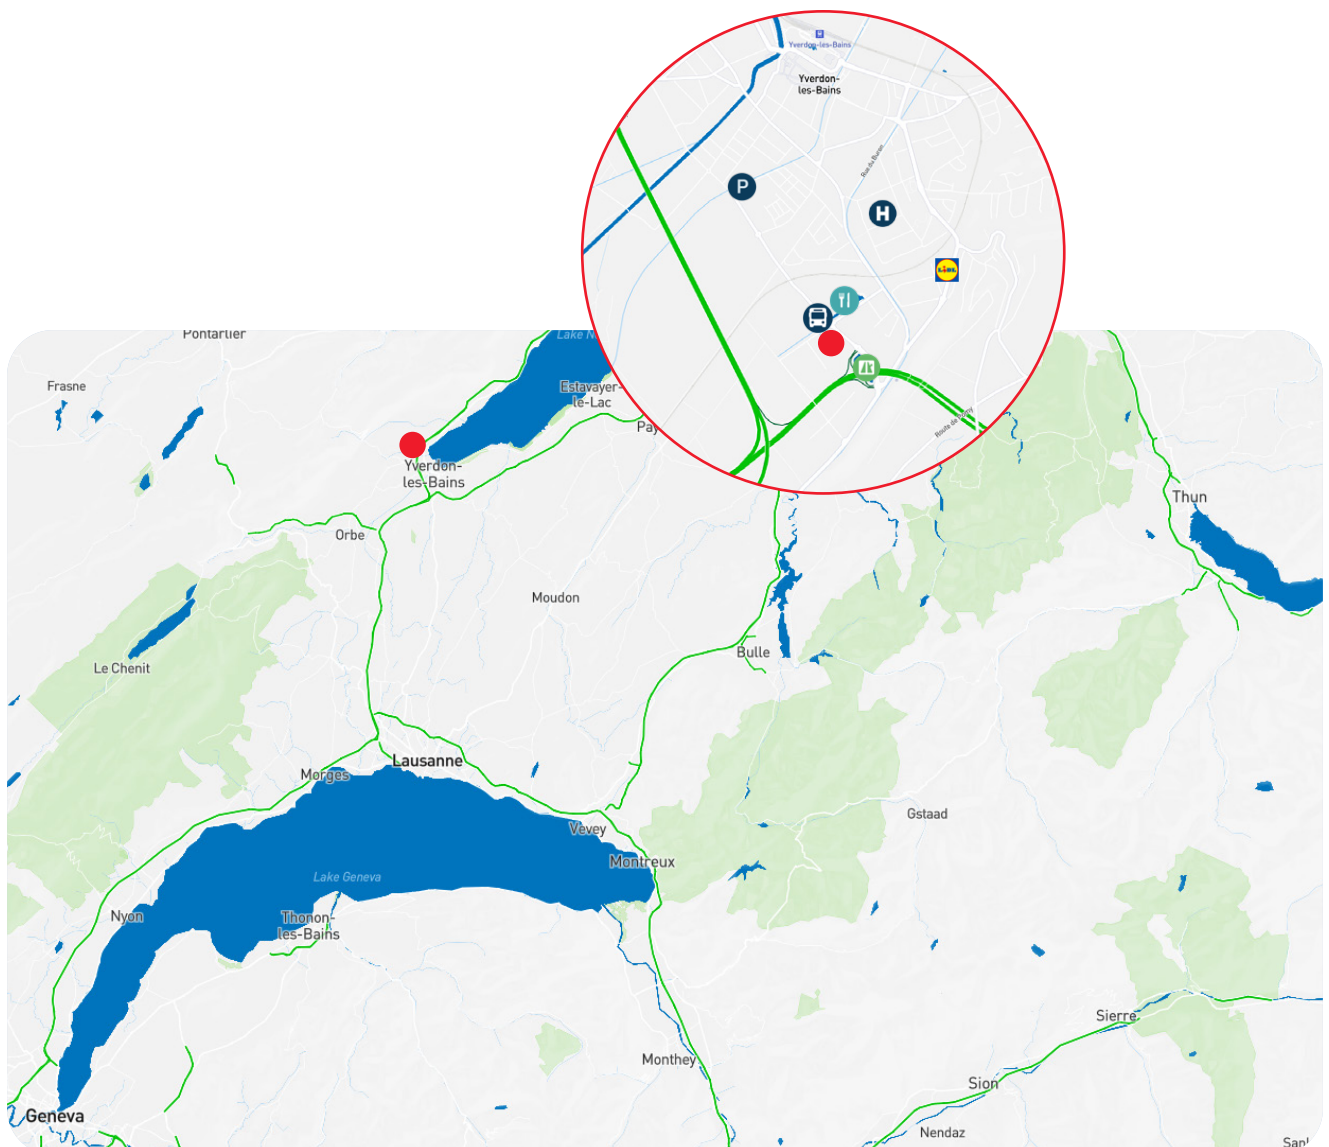 Yverdon-les-Bains
Yverdon-
les-Bains
Rue du Buron
P
H
LIDL
Route de Pomy
Pontarlier
Lake N
Frasne
Estavayer-
le-Lac
Pay
Yverdon-
les-Bains
Thun
Orbe
Moudon
Bulle
Le Chenit
Lausanne
Morges
Gstaad
Vevey
Montreux
Lake Geneva
Nyon
Thonon-
les-Bains
Sierre
Monthey
Sion
Geneva
Nendaz